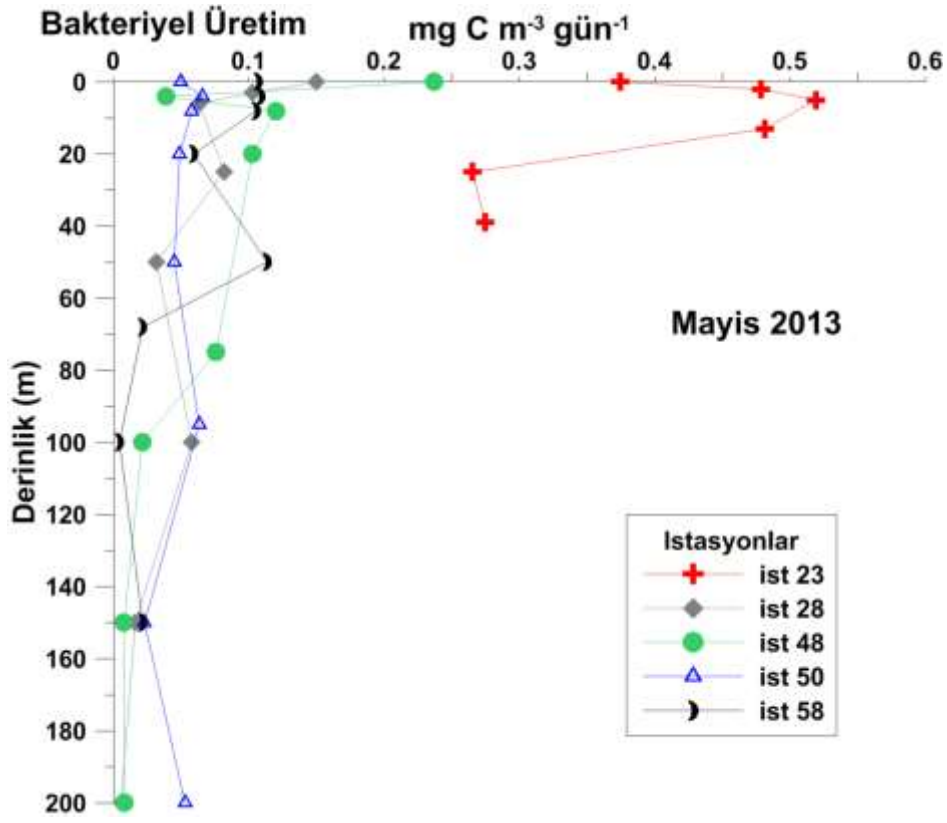 Bakteriyel Üretim mg C m⁻³ gün⁻¹
0 0.1 0.2 0.3 0.4 0.5 0.6
0
20
40
60
80
100
120
140
160
180
200
Derinlik (m)
Mayis 2013
Istasyonlar
ist 23
ist 28
ist 48
ist 50
ist 58